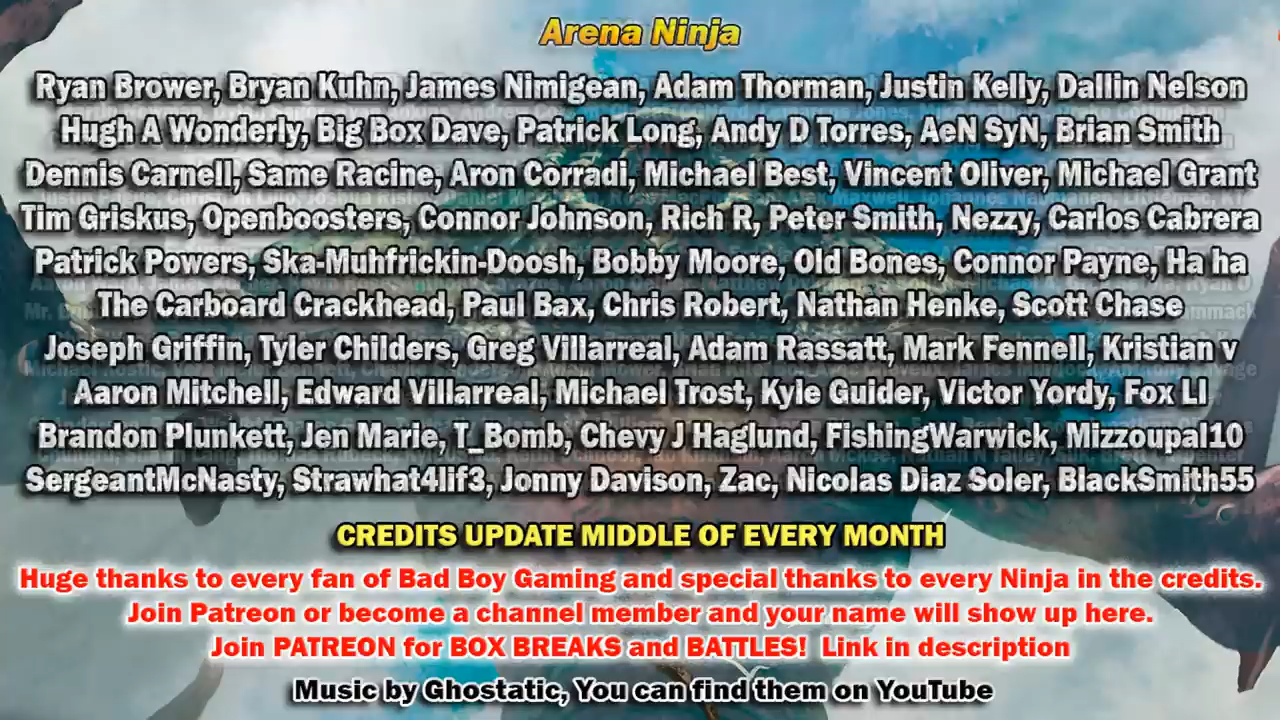 Arena Ninja
Ryan Brower, Bryan Kuhn, James Nimigean, Adam Thorman, Justin Kelly, Dallin Nelson
Hugh A Wonderly, Big Box Dave, Patrick Long, Andy D Torres, AeN SyN, Brian Smith
Dennis Carnell, Same Racine, Aron Corradi, Michael Best, Vincent Oliver, Michael Grant
Tim Griskus, Openboosters, Connor Johnson, Rich R, Peter Smith, Nezzy, Carlos Cabrera
Patrick Powers, Ska-Muhfrickin-Doosh, Bobby Moore, Old Bones, Connor Payne, Ha ha
The Carboard Crackhead, Paul Bax, Chris Robert, Nathan Henke, Scott Chase
Joseph Griffin, Tyler Childers, Greg Villarreal, Adam Rassatt, Mark Fennell, Kristian v
Aaron Mitchell, Edward Villarreal, Michael Trost, Kyle Guider, Victor Yordy, Fox LI
Brandon Plunkett, Jen Marie, T_Bomb, Chevy J Haglund, FishingWarwick, Mizzoupal10
SergeantMcNasty, Strawhat4lif3, Jonny Davison, Zac, Nicolas Diaz Soler, BlackSmith55
CREDITS UPDATE MIDDLE OF EVERY MONTH
Huge thanks to every fan of Bad Boy Gaming and special thanks to every Ninja in the credits.
Join Patreon or become a channel member and your name will show up here.
Join PATREON for BOX BREAKS and BATTLES! Link in description
Music by Ghostatic, You can find them on YouTube